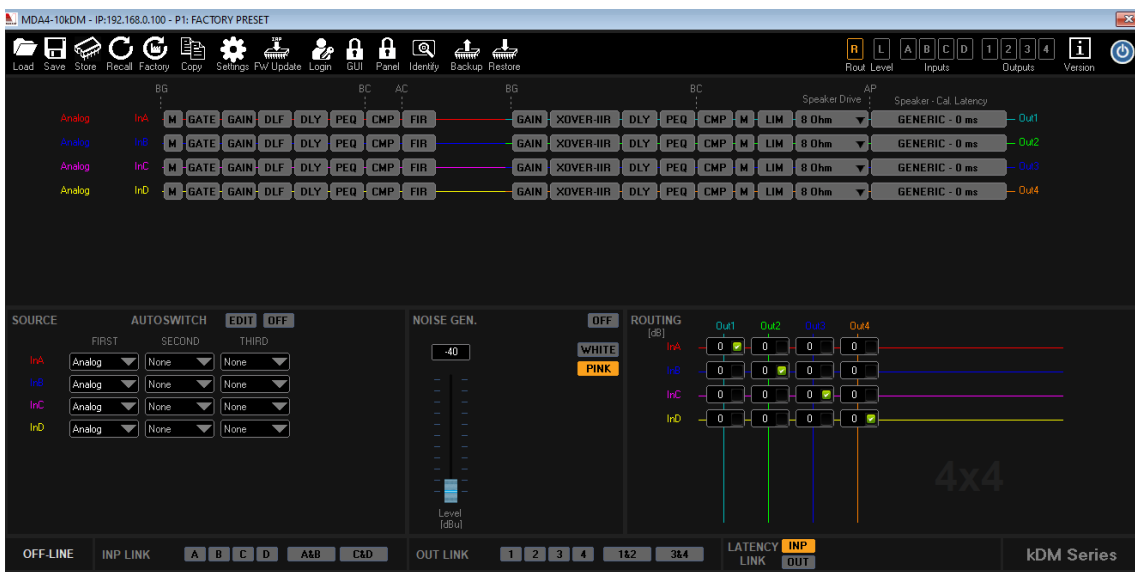 MDA4-10kDM - IP:192.168.0.100 - P1: FACTORY PRESET
Load Save Store Recall Factory Copy Settings FW Update Login GUI Panel Identify Backup Restore R L A B C D 1 2 3 4 i
Rout Level Inputs Outputs Version
BG BC AC BG BC AP
Speaker Drive Speaker - Cal. Latency
Analog InA M GATE GAIN DLF DLY PEQ CMP FIR GAIN XOVER-IIR DLY PEQ CMP M LIM 8 Ohm GENERIC - 0 ms Out1
Analog InB M GATE GAIN DLF DLY PEQ CMP FIR GAIN XOVER-IIR DLY PEQ CMP M LIM 8 Ohm GENERIC - 0 ms Out2
Analog InC M GATE GAIN DLF DLY PEQ CMP FIR GAIN XOVER-IIR DLY PEQ CMP M LIM 8 Ohm GENERIC - 0 ms Out3
Analog InD M GATE GAIN DLF DLY PEQ CMP FIR GAIN XOVER-IIR DLY PEQ CMP M LIM 8 Ohm GENERIC - 0 ms Out4
SOURCE AUTOSWITCH EDIT OFF
FIRST SECOND THIRD
InA Analog None None
InB Analog None None
InC Analog None None
InD Analog None None
NOISE GEN. OFF
-40 WHITE
PINK
Level
[dBu]
ROUTING Out1 Out2 Out3 Out4
[dB]
InA 0 0 0 0
InB 0 0 0 0
InC 0 0 0 0
InD 0 0 0 0
4x4
OFF-LINE INP LINK A B C D A&B C&D OUT LINK 1 2 3 4 1&2 3&4 LATENCY INP
LINK OUT
kDM Series